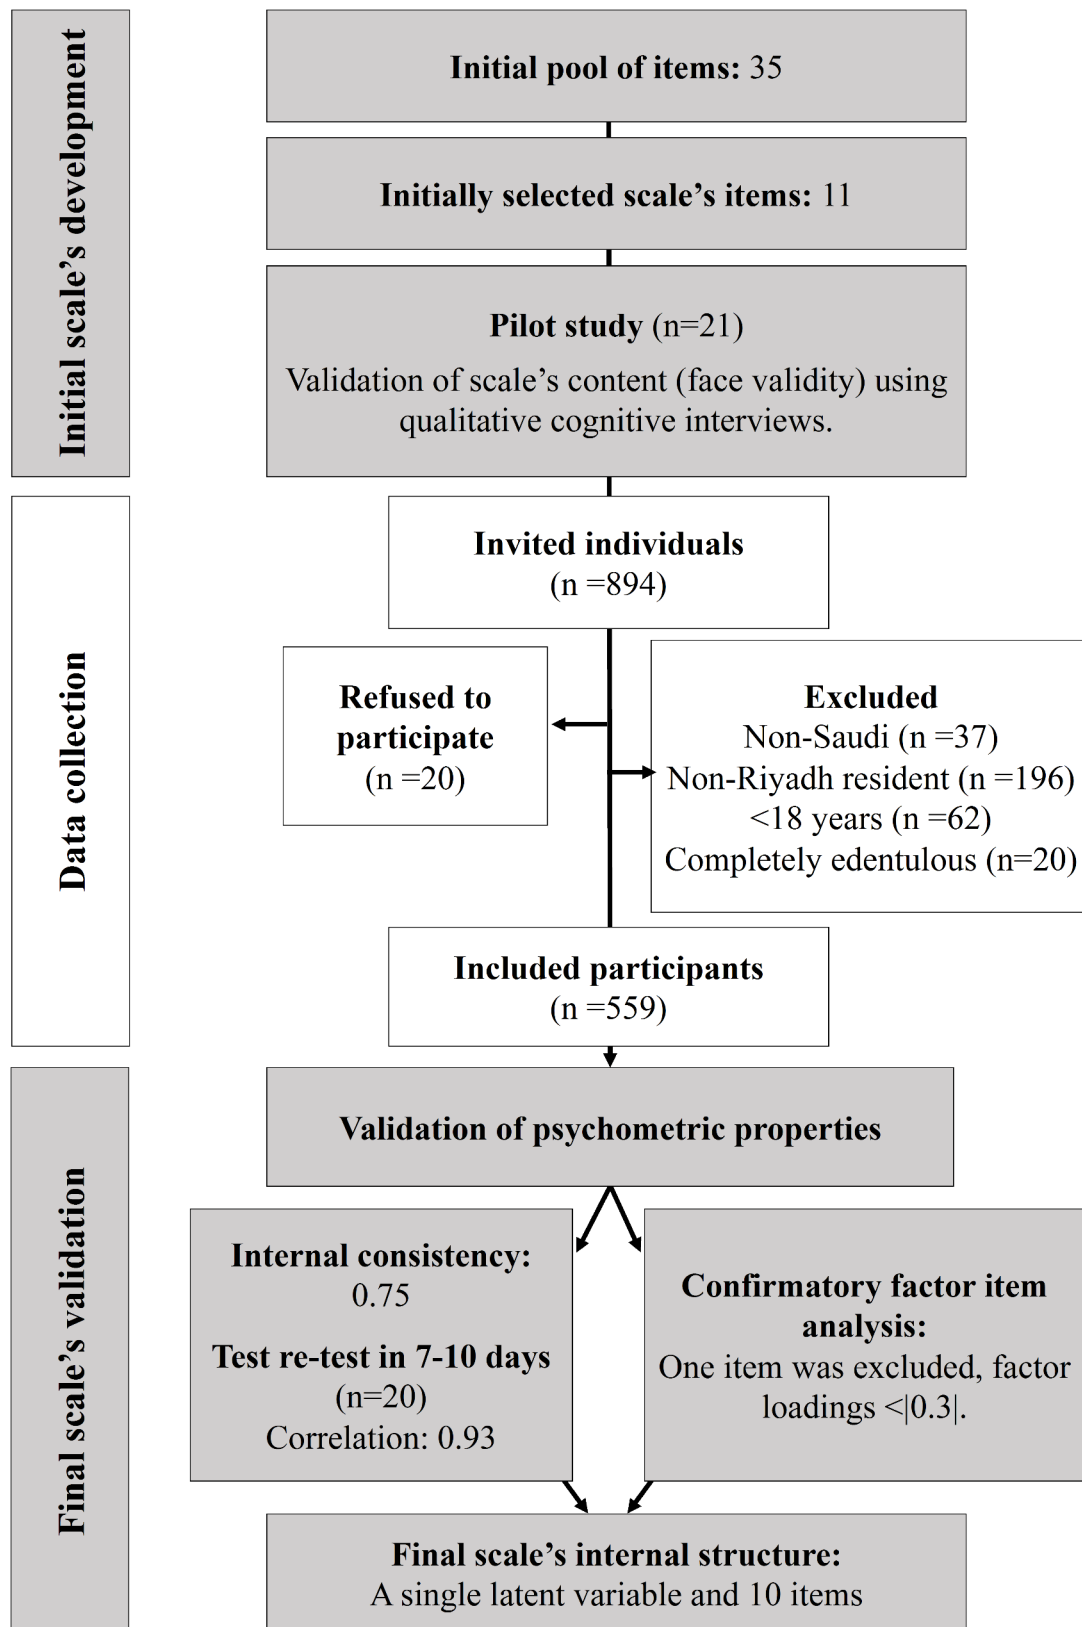 Initial scale's development
Initial pool of items: 35
Initially selected scale's items: 11
Pilot study (n=21)
Validation of scale's content (face validity) using
qualitative cognitive interviews.
Data collection
Invited individuals
(n =894)
Refused to
participate
(n =20)
Excluded
Non-Saudi (n =37)
Non-Riyadh resident (n =196)
<18 years (n =62)
Completely edentulous (n=20)
Included participants
(n =559)
Final scale's validation
Validation of psychometric properties
Internal consistency:
0.75
Test re-test in 7-10 days
(n=20)
Correlation: 0.93
Confirmatory factor item
analysis:
One item was excluded, factor
loadings <|0.3|.
Final scale's internal structure:
A single latent variable and 10 items